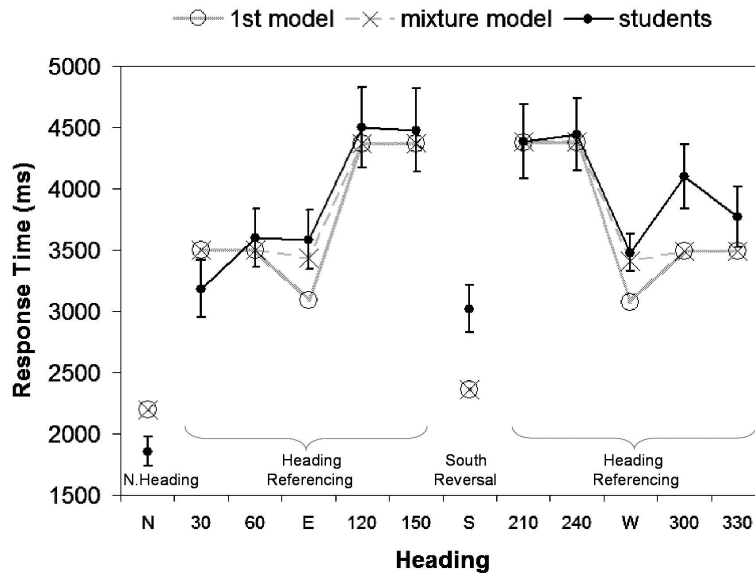 1st model mixture model students
5000
4500
4000
3500
3000
2500
2000
1500
Response Time (ms)
N.Heading
Heading
Referencing
South
Reversal
Heading
Referencing
N 30 60 E 120 150 S 210 240 W 300 330
Heading